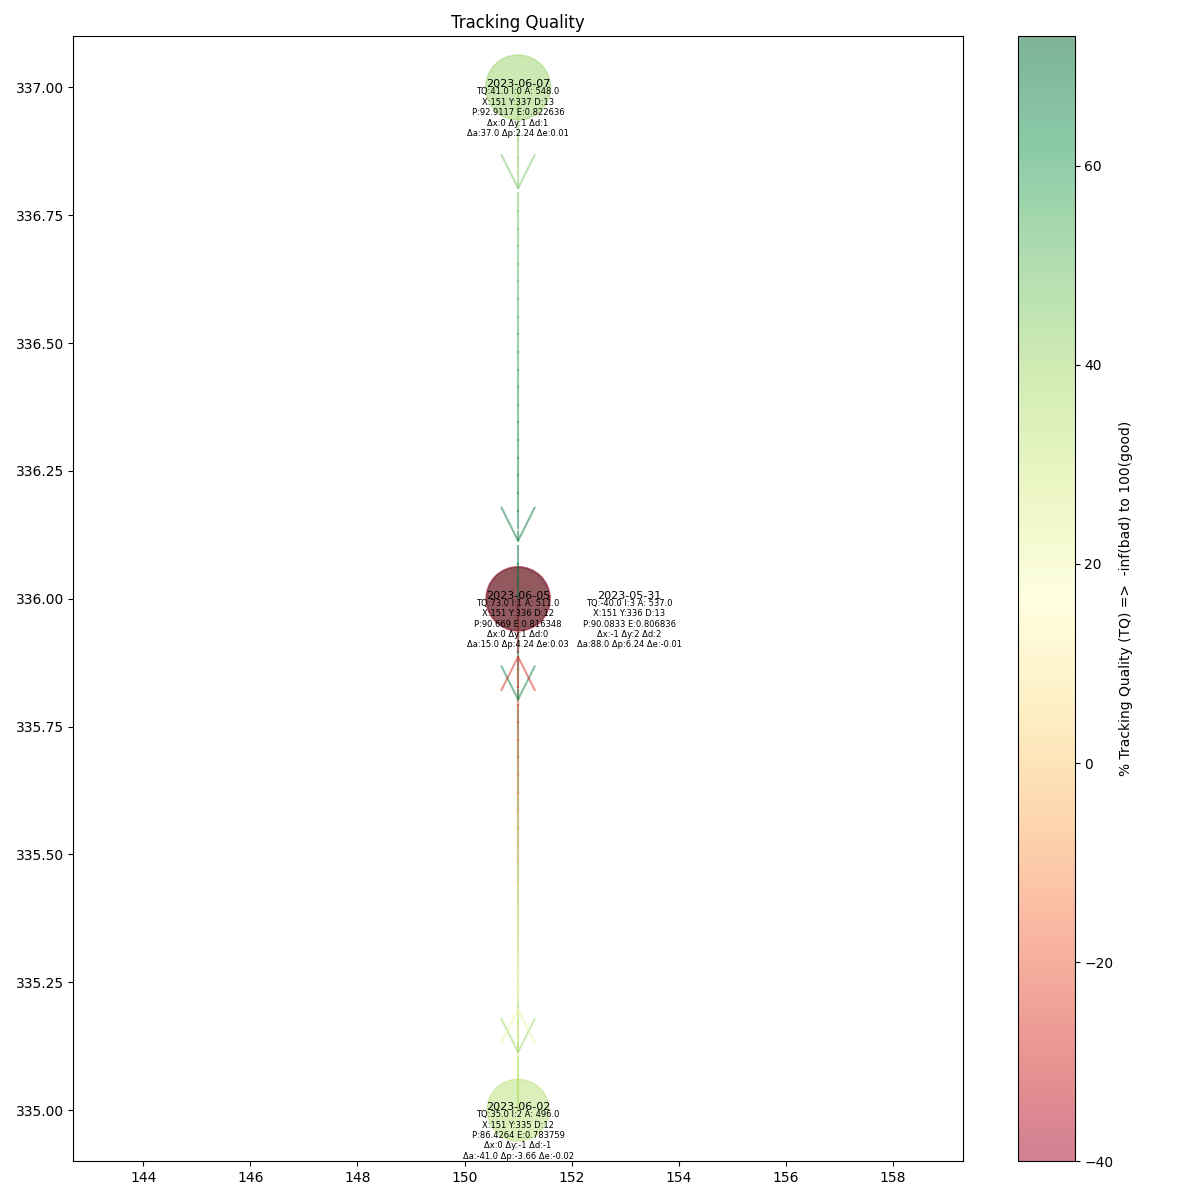 Tracking Quality
337.00
336.75
336.50
336.25
336.00
335.75
335.50
335.25
335.00
144
146
148
150
152
154
156
158
2023-06-07
TQ:41.0 I:0 A: 548.0
X:151 Y:337 D:13
P:92.9117 E:0.822636
Δx:0 Δy:1 Δd:1
Δa:37.0 Δp:2.24 Δe:0.01
2023-06-05
TQ:73.0 I:1 A: 511.0
X:151 Y:336 D:12
P:90.669 E:0.816348
Δx:0 Δy:1 Δd:0
Δa:15.0 Δp:4.24 Δe:0.03
2023-05-31
TQ:-40.0 I:3 A: 537.0
X:151 Y:336 D:13
P:90.0833 E:0.806836
Δx:-1 Δy:2 Δd:2
Δa:88.0 Δp:6.24 Δe:-0.01
2023-06-02
TQ:35.0 I:2 A: 496.0
X:151 Y:335 D:12
P:86.4264 E:0.783759
Δx:0 Δy:-1 Δd:-1
Δa:-41.0 Δp:-3.66 Δe:-0.02
60
40
20
0
−20
−40
% Tracking Quality (TQ) => -inf(bad) to 100(good)